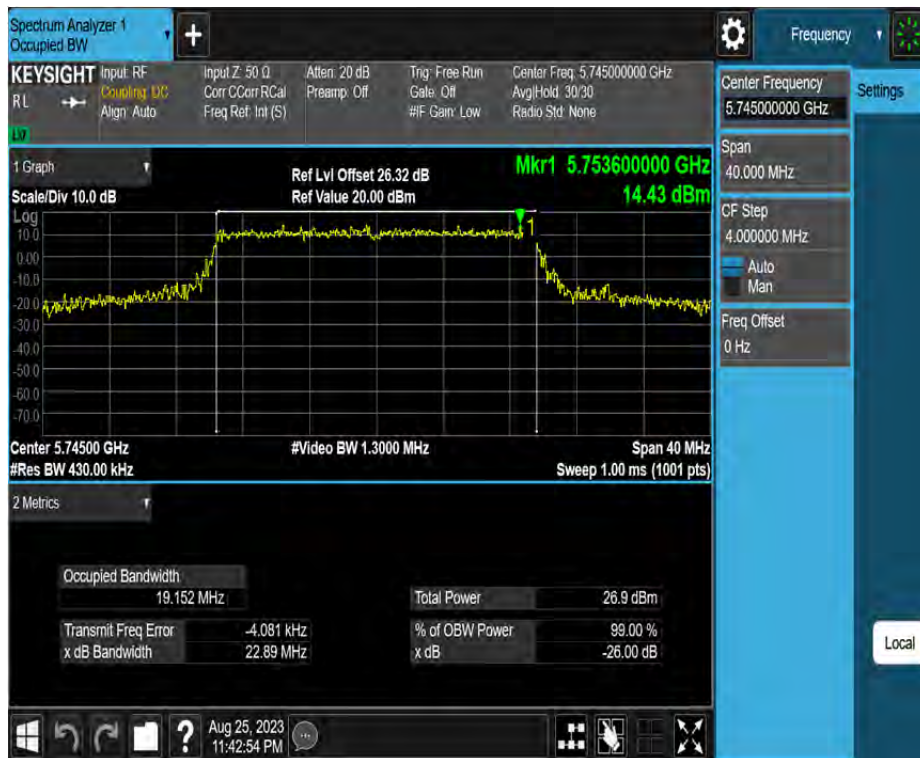 Spectrum Analyzer 1
Occupied BW
Frequency
KEYSIGHT
RL
Input: RF
Coupling: DC
Align: Auto
Input Z: 50 Ω
Corr CCorr RCal
Freq Ref: Int (S)
Atten: 20 dB
Preamp: Off
Trig: Free Run
Gate: Off
#IF Gain: Low
Center Freq: 5.745000000 GHz
Avg|Hold: 30/30
Radio Std: None
Center Frequency
5.745000000 GHz
Settings
Span
40.000 MHz
CF Step
4.000000 MHz
Auto
Man
Freq Offset
0 Hz
1 Graph
Scale/Div 10.0 dB
Ref Lvl Offset 26.32 dB
Ref Value 20.00 dBm
Mkr1 5.753600000 GHz
14.43 dBm
Log
10.0
0.00
-10.0
-20.0
-30.0
-40.0
-50.0
-60.0
-70.0
1
Center 5.74500 GHz
#Res BW 430.00 kHz
#Video BW 1.3000 MHz
Span 40 MHz
Sweep 1.00 ms (1001 pts)
2 Metrics
Occupied Bandwidth
19.152 MHz
Total Power 26.9 dBm
Transmit Freq Error -4.081 kHz
% of OBW Power 99.00 %
x dB Bandwidth 22.89 MHz
x dB -26.00 dB
Local
?
Aug 25, 2023
11:42:54 PM